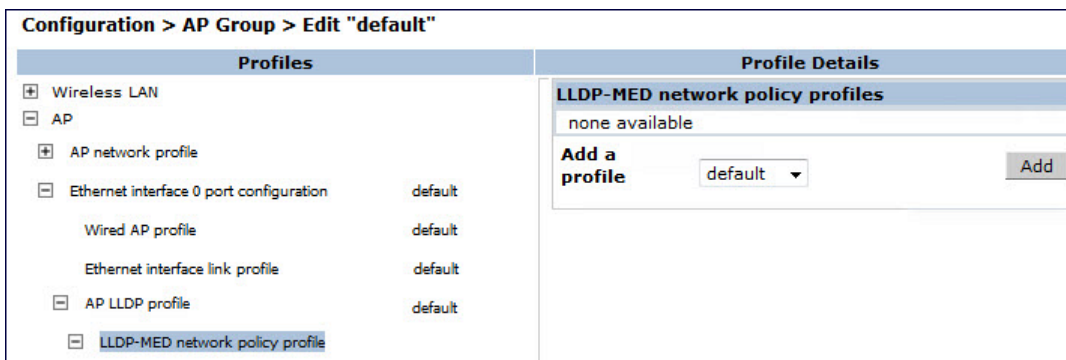 Configuration > AP Group > Edit "default"
Profiles
Profile Details
Wireless LAN
AP
AP network profile
Ethernet interface 0 port configuration default
Wired AP profile default
Ethernet interface link profile default
AP LLDP profile default
LLDP-MED network policy profile
LLDP-MED network policy profiles
none available
Add a
profile
default
Add